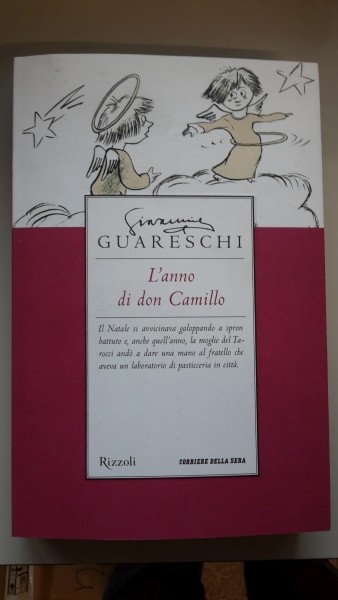 Giovannino
GUARESCHI
L'anno
di don Camillo
Il Natale si avvicinava galoppando a spron
battuto e, anche quell'anno, la moglie del Ta-
rocci andò a dare una mano al fratello che
aveva un laboratorio di pasticceria in città.
Rizzoli
CORRIERE DELLA SERA